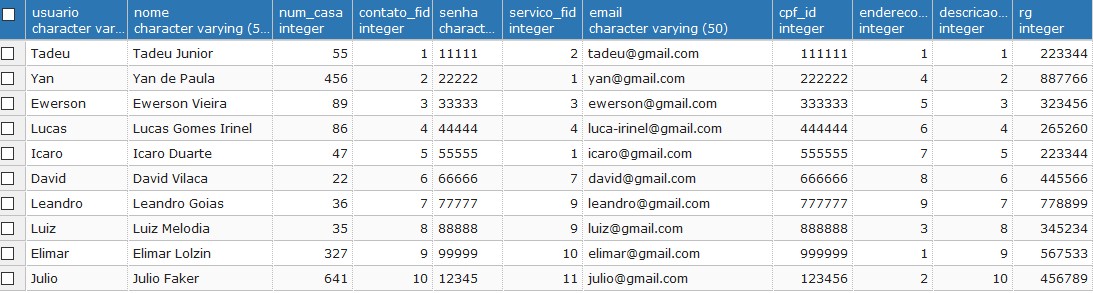 usuario nome num_casa contato_fid senha servico_fid email cpf_id endereco... descricao... rg
character var... character varying (5... integer integer charact... integer character varying (50) integer integer integer integer
Tadeu Tadeu Junior 55 1 11111 2 tadeu@gmail.com 111111 1 1 223344
Yan Yan de Paula 456 2 22222 1 yan@gmail.com 222222 4 2 887766
Ewerson Ewerson Vieira 89 3 33333 3 ewerson@gmail.com 333333 5 3 323456
Lucas Lucas Gomes Irinel 86 4 44444 4 luca-irinel@gmail.com 444444 6 4 265260
Icaro Icaro Duarte 47 5 55555 1 icaro@gmail.com 555555 7 5 223344
David David Vilaca 22 6 66666 7 david@gmail.com 666666 8 6 445566
Leandro Leandro Goias 36 7 77777 9 leandro@gmail.com 777777 9 7 778899
Luiz Luiz Melodia 35 8 88888 9 luiz@gmail.com 888888 3 8 345234
Elimar Elimar Lolzin 327 9 99999 10 elimar@gmail.com 999999 1 9 567533
Julio Julio Faker 641 10 12345 11 julio@gmail.com 123456 2 10 456789